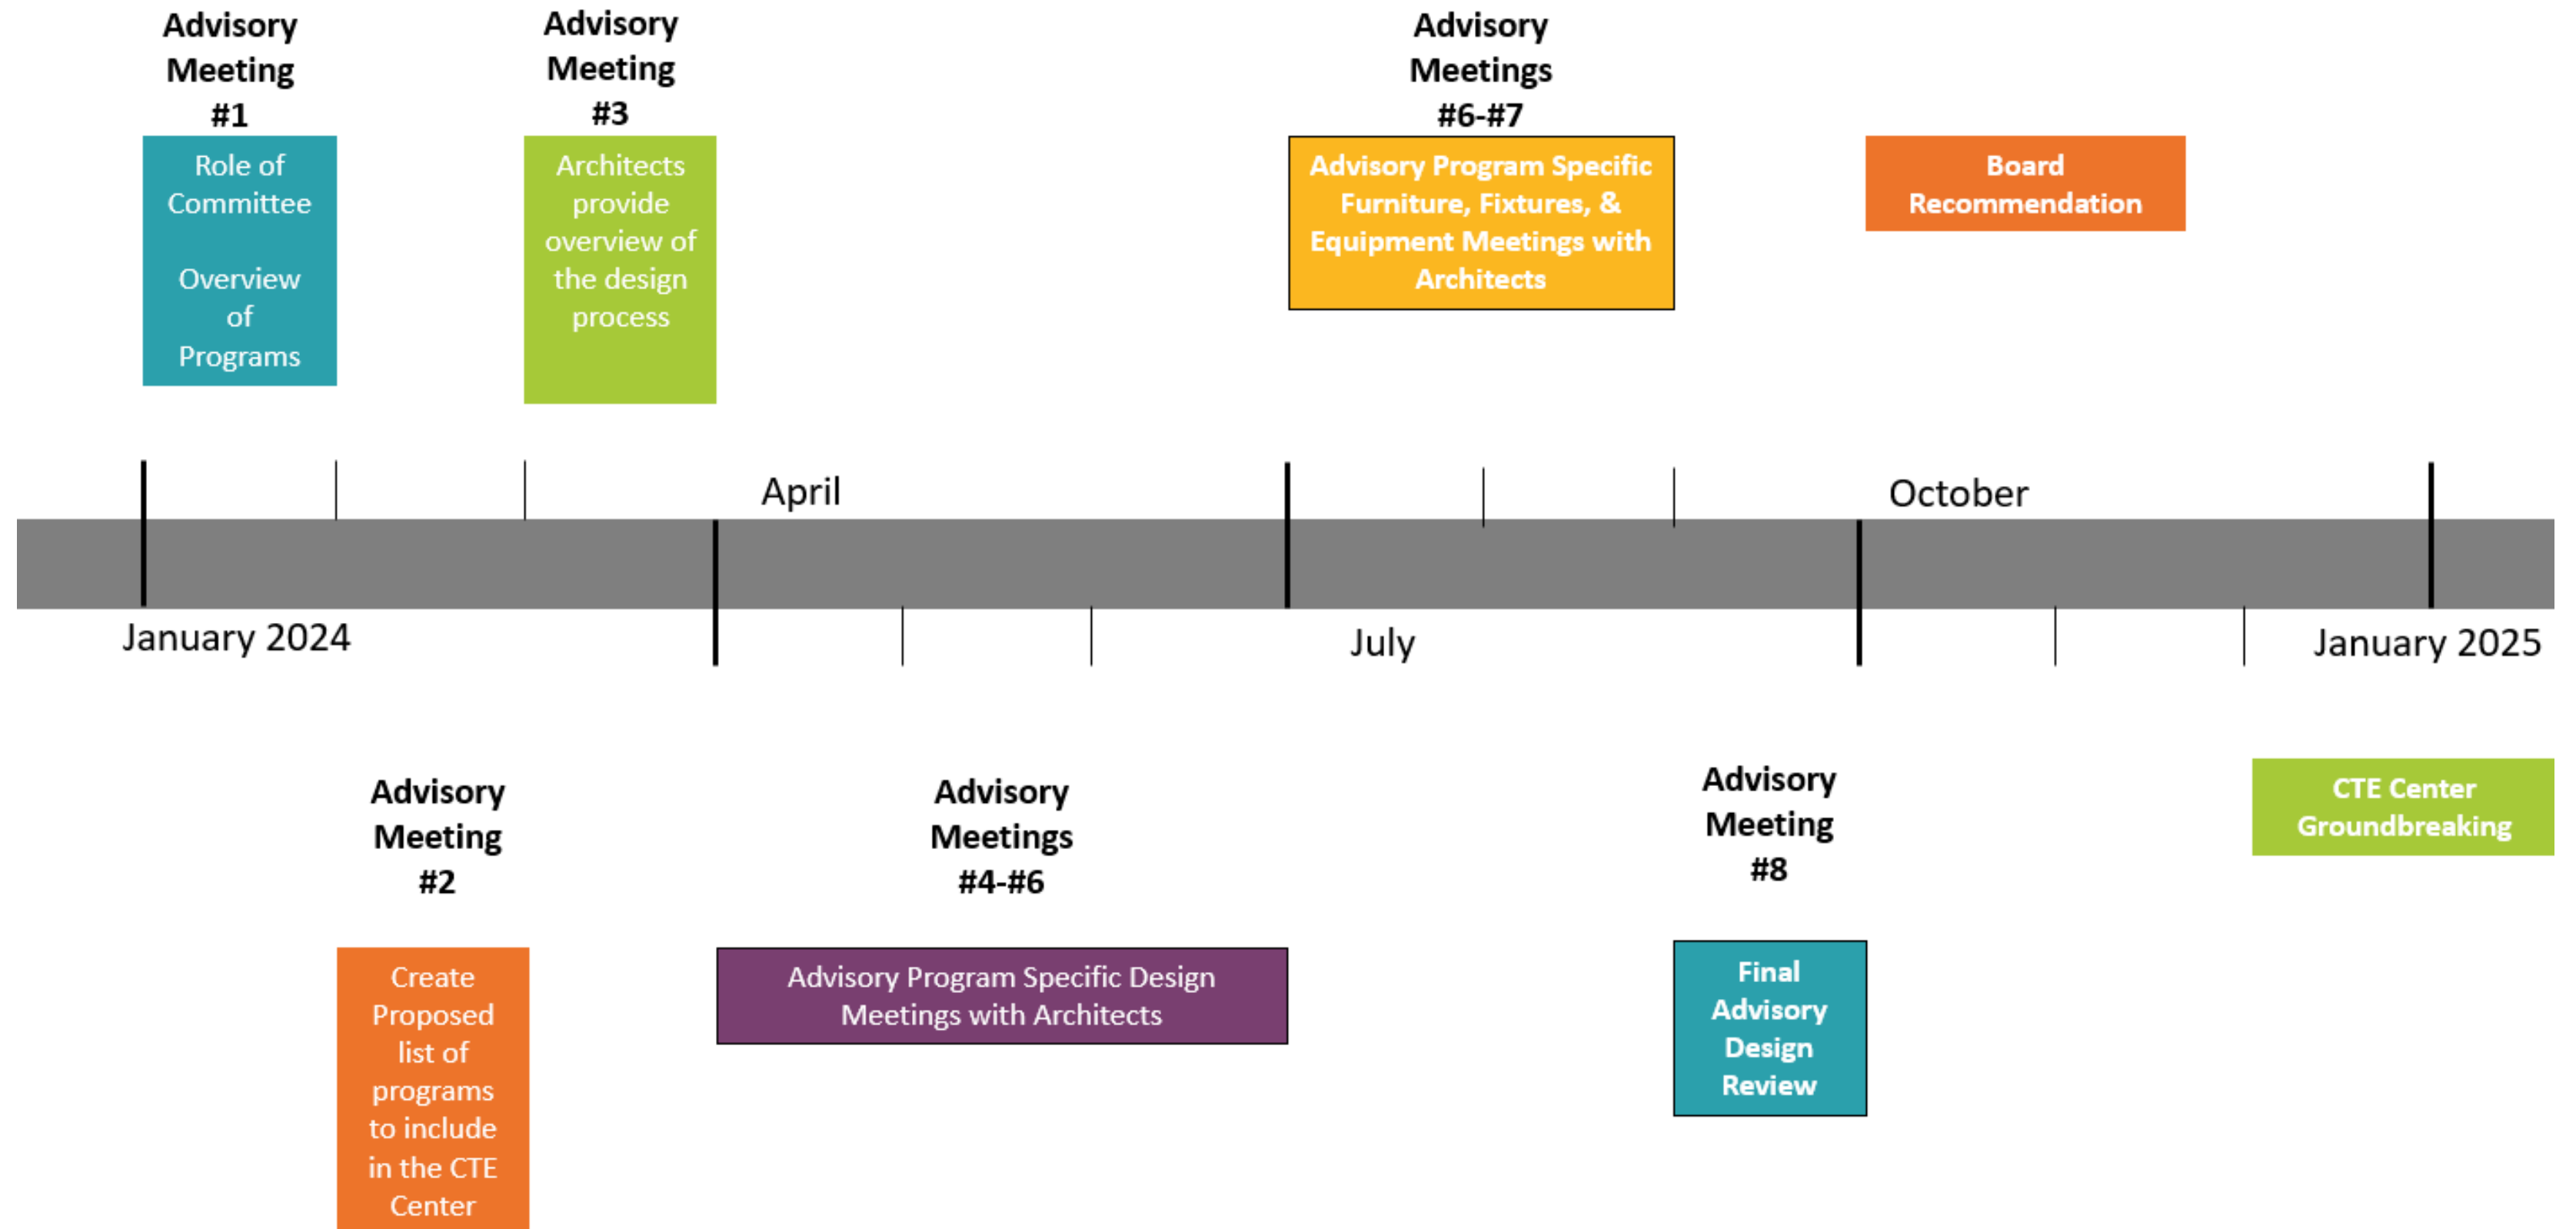 Advisory
Meeting
#1
Role of
Committee
Overview
of
Programs
Advisory
Meeting
#3
Architects
provide
overview of
the design
process
Advisory
Meetings
#6-#7
Advisory Program Specific
Furniture, Fixtures, &
Equipment Meetings with
Architects
Board
Recommendation
April
October
January 2024
July
January 2025
Advisory
Meeting
#2
Create
Proposed
list of
programs
to include
in the CTE
Center
Advisory
Meetings
#4-#6
Advisory Program Specific Design
Meetings with Architects
Advisory
Meeting
#8
Final
Advisory
Design
Review
CTE Center
Groundbreaking